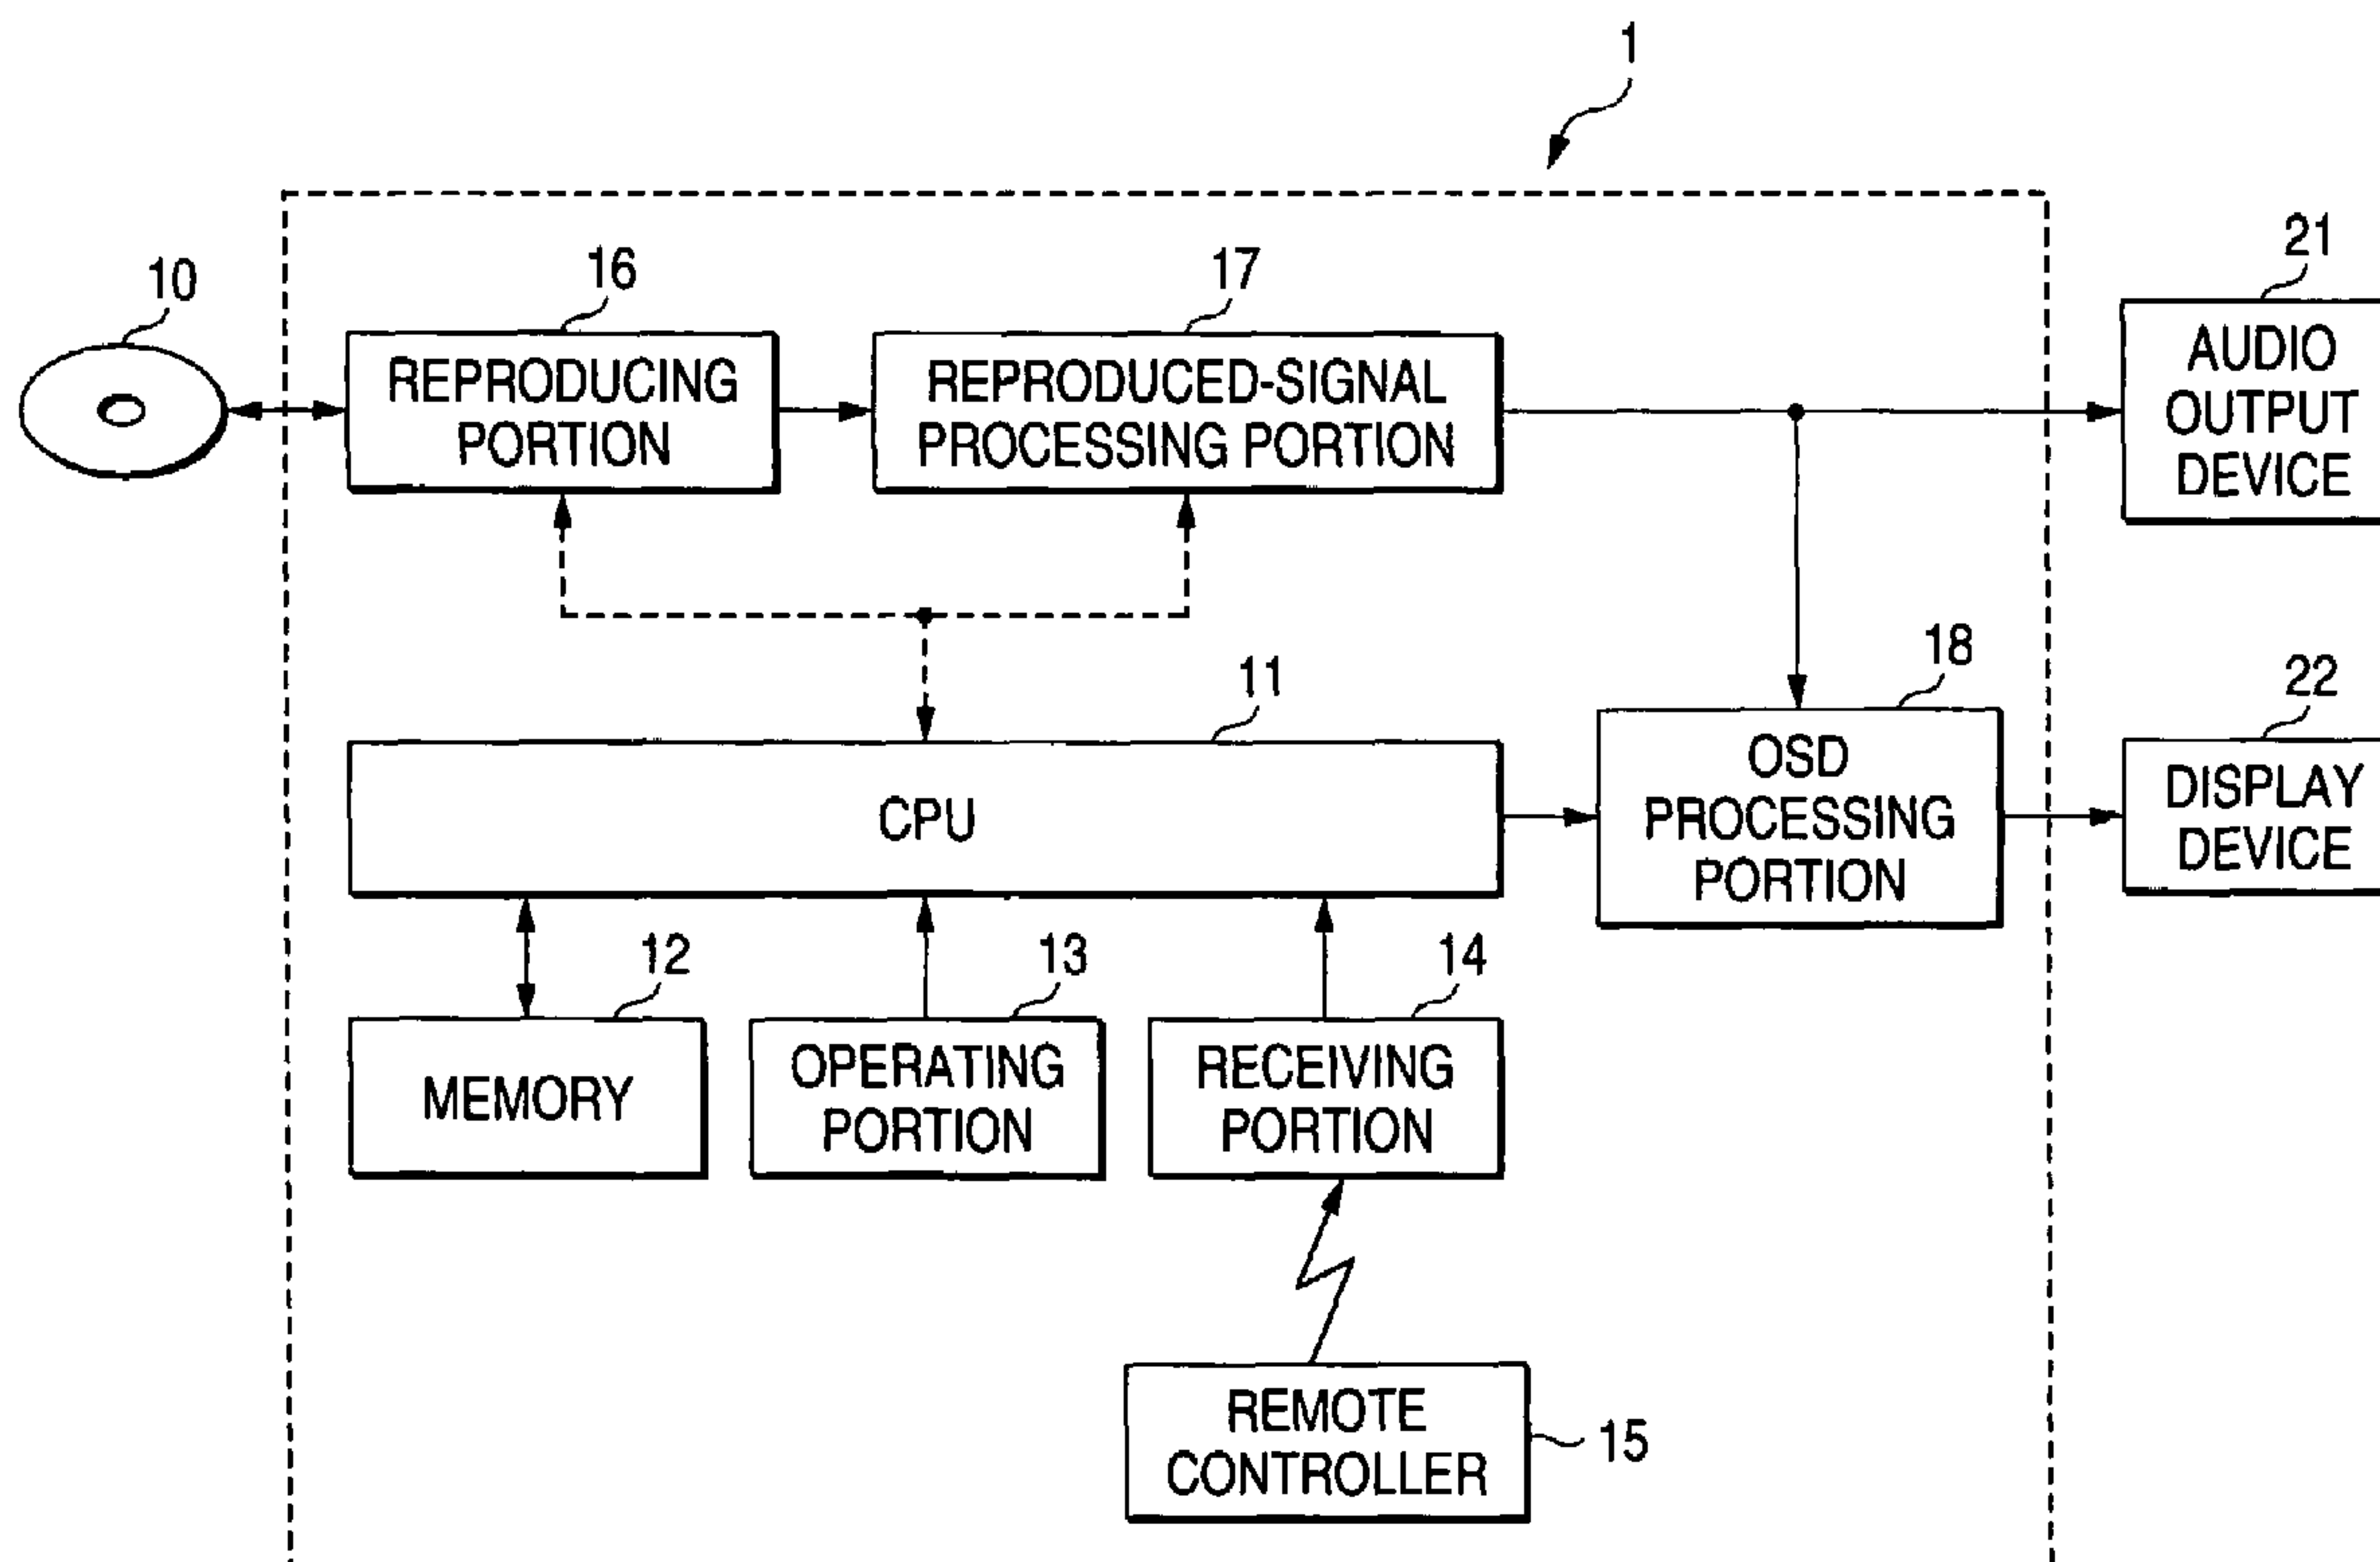 1
10
16
REPRODUCING
PORTION
17
REPRODUCED-SIGNAL
PROCESSING PORTION
21
AUDIO
OUTPUT
DEVICE
11
CPU
18
OSD
PROCESSING
PORTION
22
DISPLAY
DEVICE
12
MEMORY
13
OPERATING
PORTION
14
RECEIVING
PORTION
REMOTE
CONTROLLER
15